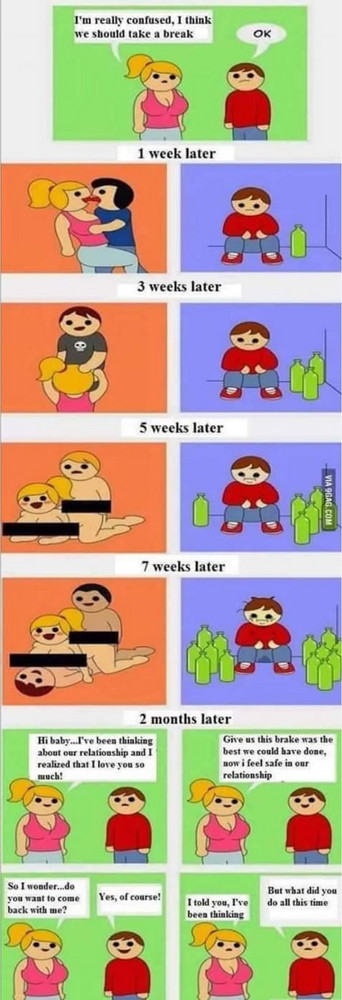 I'm really confused, I think
we should take a break
OK
1 week later
3 weeks later
5 weeks later
VIA 9GAG.COM
7 weeks later
2 months later
Hi baby...I've been thinking
about our relationship and I
realized that I love you so
much!
Give us this brake was the
best we could have done,
now i feel safe in our
relationship
So I wonder...do
you want to come
back with me?
Yes, of course!
I told you, I've
been thinking
But what did you
do all this time